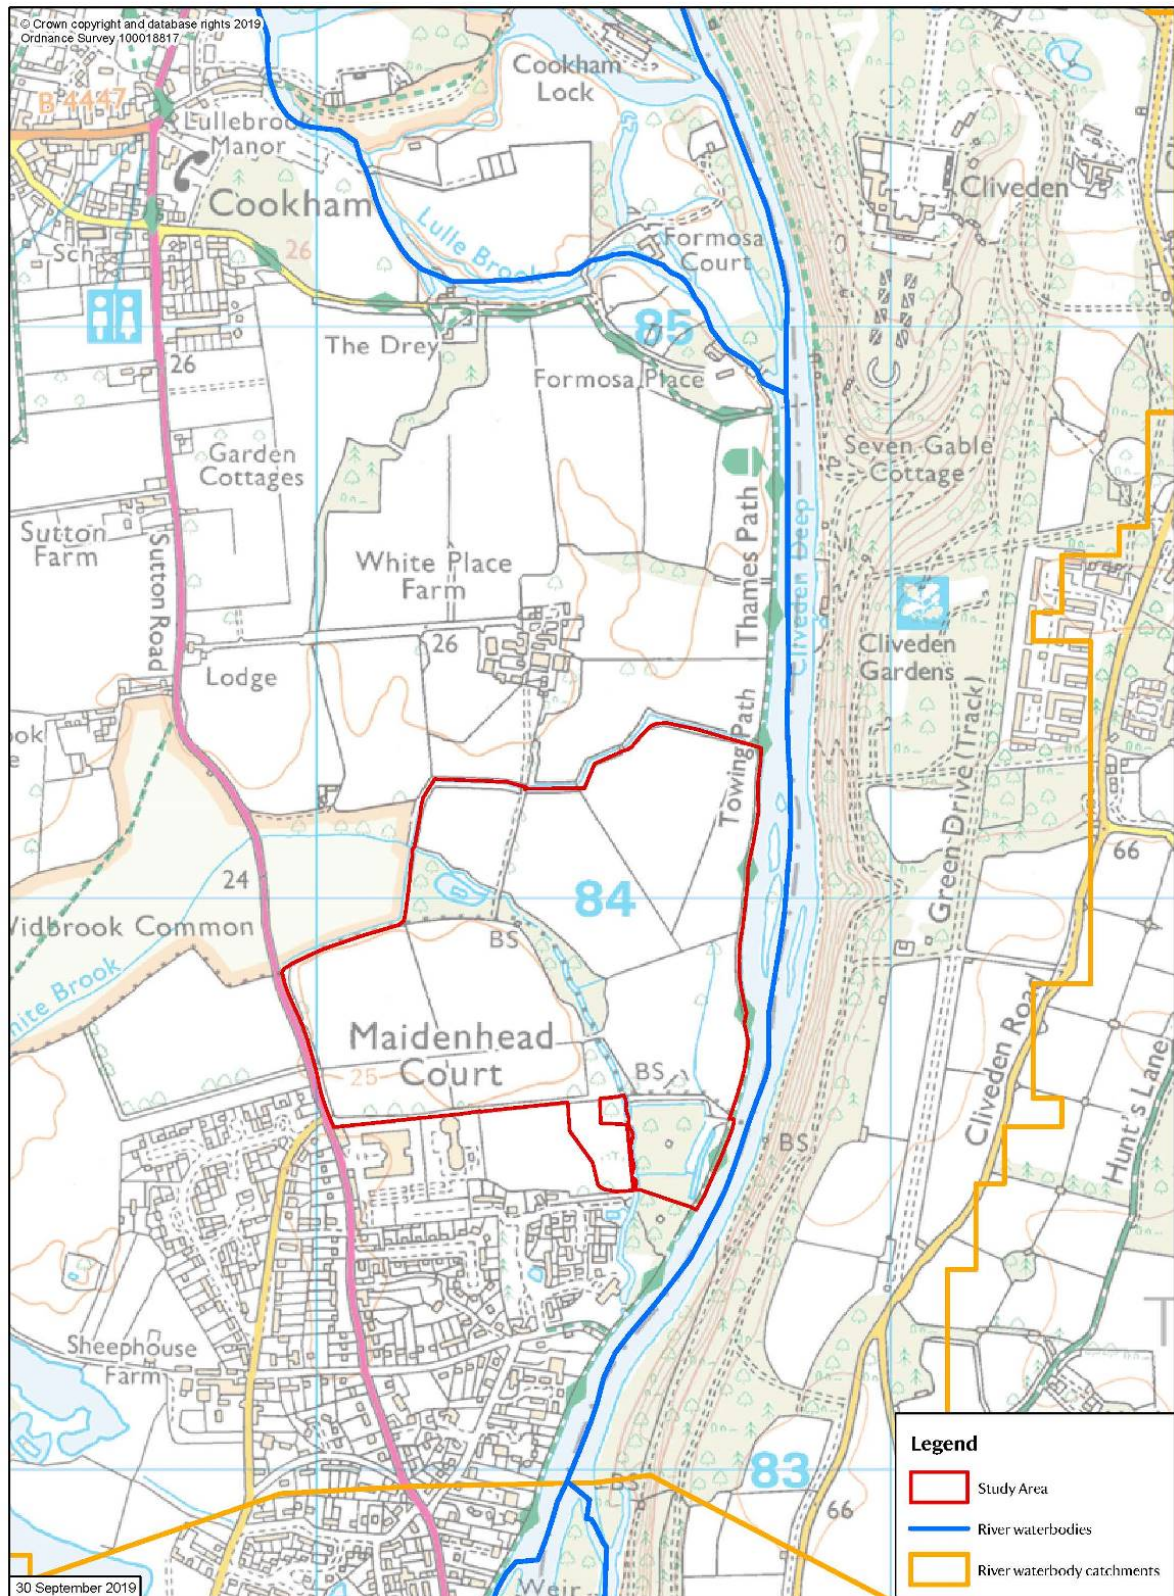 © Crown copyright and database rights 2019
Ordnance Survey 100018817
B 4447
Cookham
Lock
Lullebrook
Manor
Cliveden
Cookham
Lulle Brook
Formosa
Court
Sch
26
85
The Drey
26
Formosa Place
Seven Gable
Cottage
Garden
Cottages
Thames Path
Cliveden Deep
Sutton
Farm
Sutton Road
White Place
Farm
26
Lodge
Cliveden
Gardens
Towing Path
Green Drive (Track)
66
24
84
Widbrook Common
BS
White Brook
Maidenhead
Court
25
BS
BS
Cliveden Road
Hunt's Lane
Sheephouse
Farm
83
BS
66
Weir
Legend
Study Area
River waterbodies
River waterbody catchments
30 September 2019